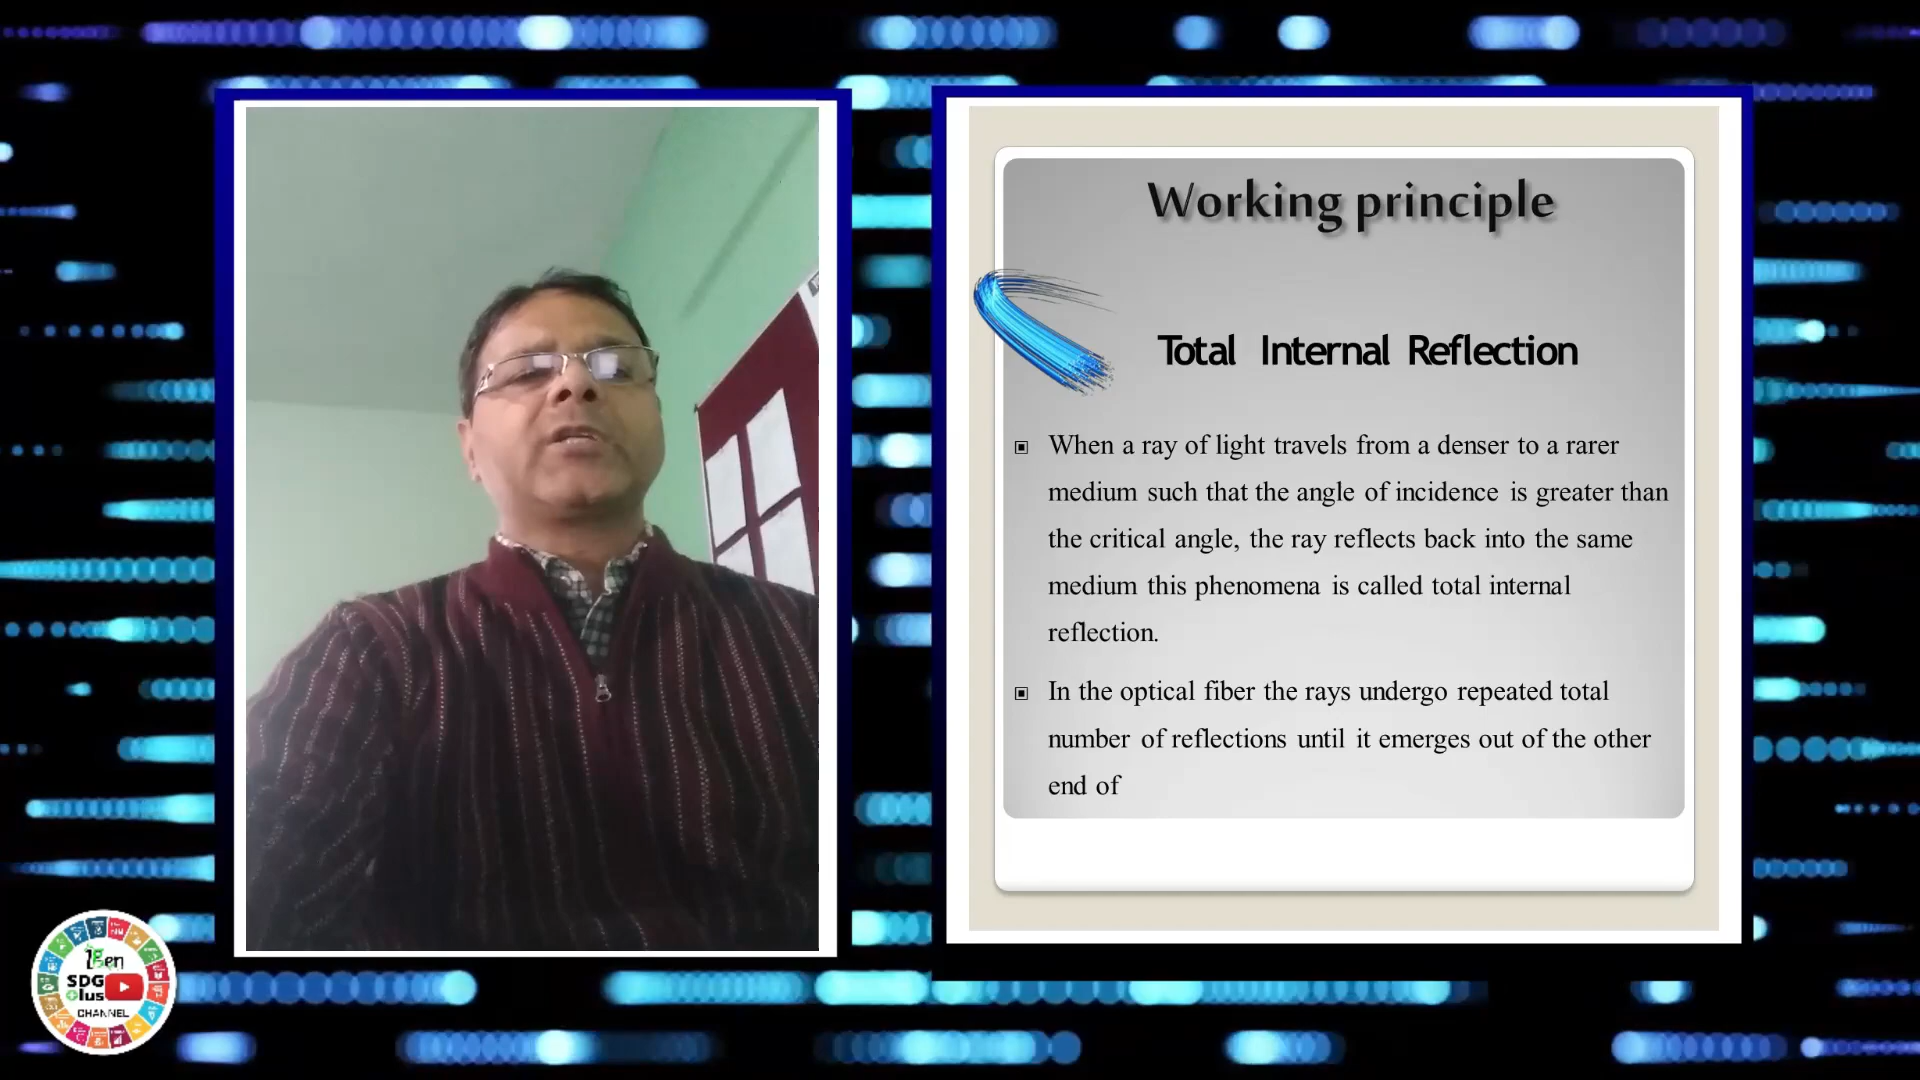 Working principle
Total Internal Reflection
When a ray of light travels from a denser to a rarer
medium such that the angle of incidence is greater than
the critical angle, the ray reflects back into the same
medium this phenomena is called total internal
reflection.
In the optical fiber the rays undergo repeated total
number of reflections until it emerges out of the other
end of
SDG
CHANNEL